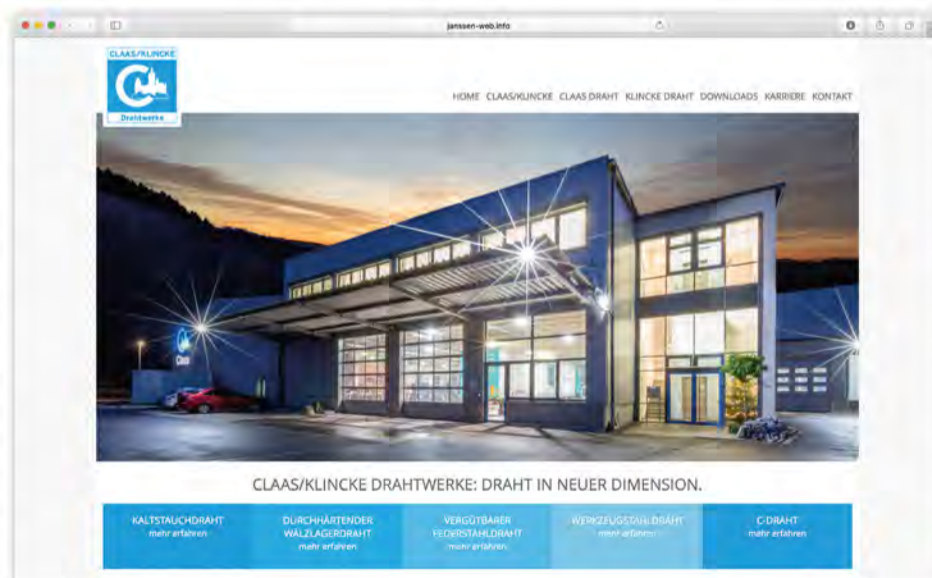 janssen-web.info
CLAAS/KLINCKE
Drahtwerke
HOME CLAAS/KLINCKE CLAAS DRAHT KLINCKE DRAHT DOWNLOADS KARRIERE KONTAKT
Claas
CLAAS/KLINCKE DRAHTWERKE: DRAHT IN NEUER DIMENSION.
KALTSTAUCHDRAHT
mehr erfahren
DURCHHÄRTENDER
WÄLZLAGERDRAHT
mehr erfahren
VERGÜTBARER
FEDERSTAHLDRAHT
mehr erfahren
WERKZEUGSTAHLDRAHT
mehr erfahren
C-DRAHT
mehr erfahren